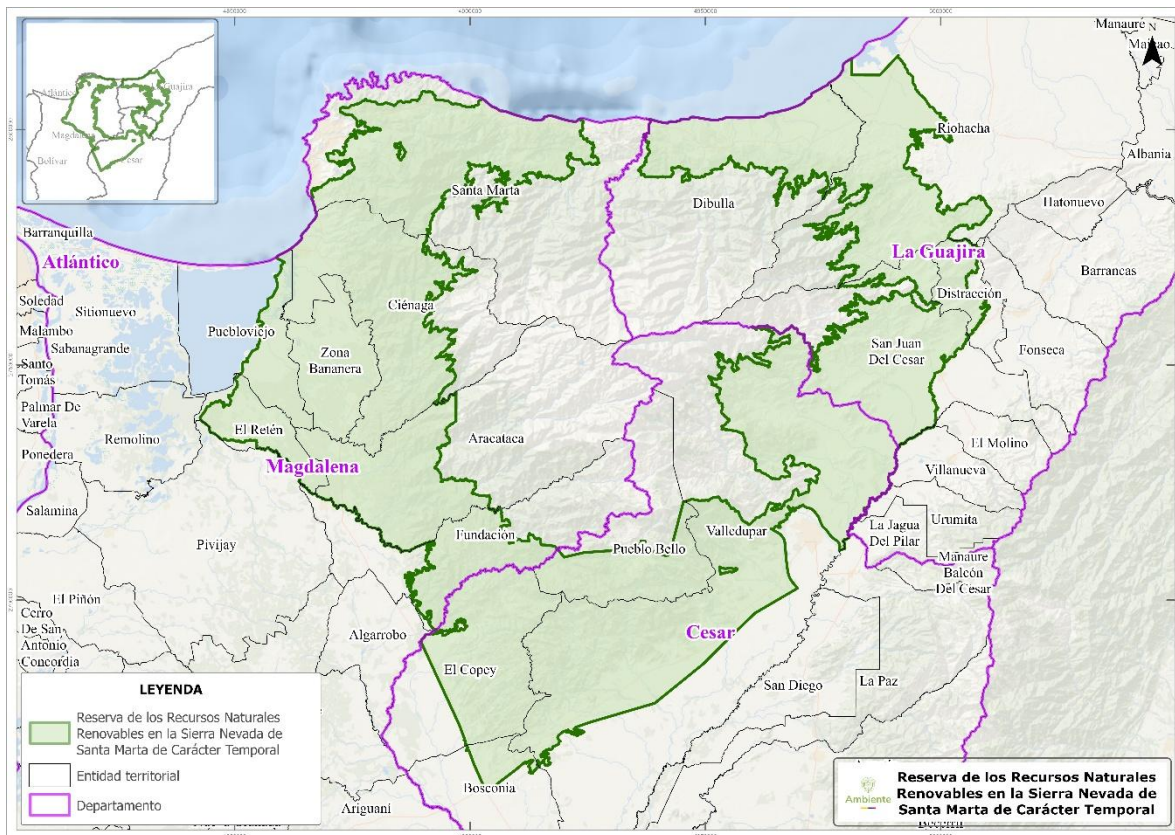 Atlántico
Guajira
Magdalena
Bolívar
Cesar
N
Manaure
Riohacha
Albania
Santa Marta
Dibulla
Hatonuevo
Barranquilla
Atlántico
La Guajira
Barrancas
Soledad
Sitionuevo
Ciénaga
Distracción
Malambo
Puebloviejo
Sabanagrande
San Juan
Del Cesar
Fonseca
Santo
Tomás
Zona
Bananera
Palmar De
Varela
Remolino
El Retén
Aracataca
El Molino
Ponedera
Magdalena
Villanueva
Salamina
Fundación
Valledupar
La Jagua
Del Pilar
Urumita
Pivijay
Pueblo Bello
Manaure
Balcón
Del Cesar
El Piñón
Cerro
De San
Antonio
Concordia
Algarrobo
Cesar
El Copey
San Diego
La Paz
Bosconia
Ariguaní
Becerril
LEYENDA
Reserva de los Recursos Naturales
Renovables en la Sierra Nevada de
Santa Marta de Carácter Temporal
Entidad territorial
Departamento
Ambiente
Reserva de los Recursos Naturales
Renovables en la Sierra Nevada de
Santa Marta de Carácter Temporal